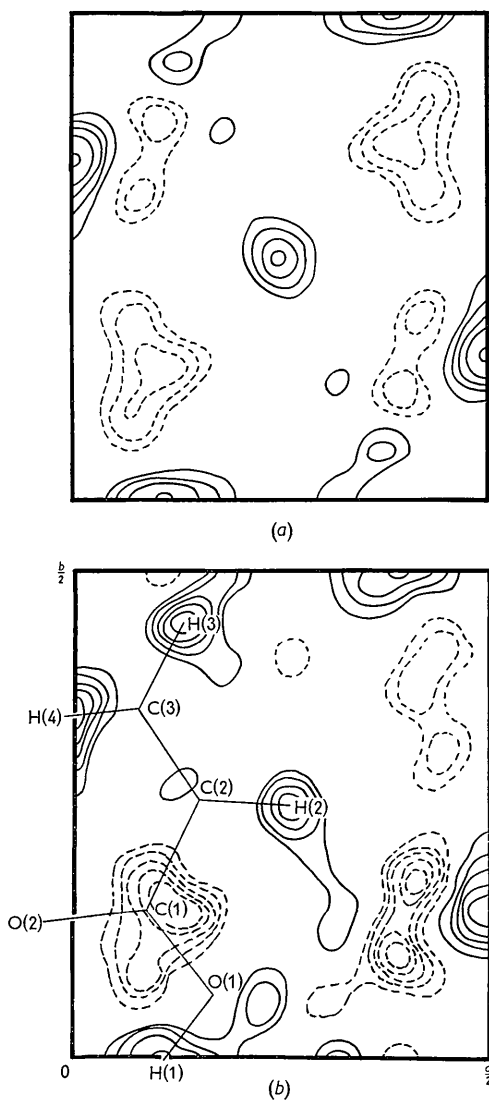 (a)
b/2
H(3)
H(4) C(3)
C(2) H(2)
C(1)
O(2)
O(1)
0 H(1) (b) c/2